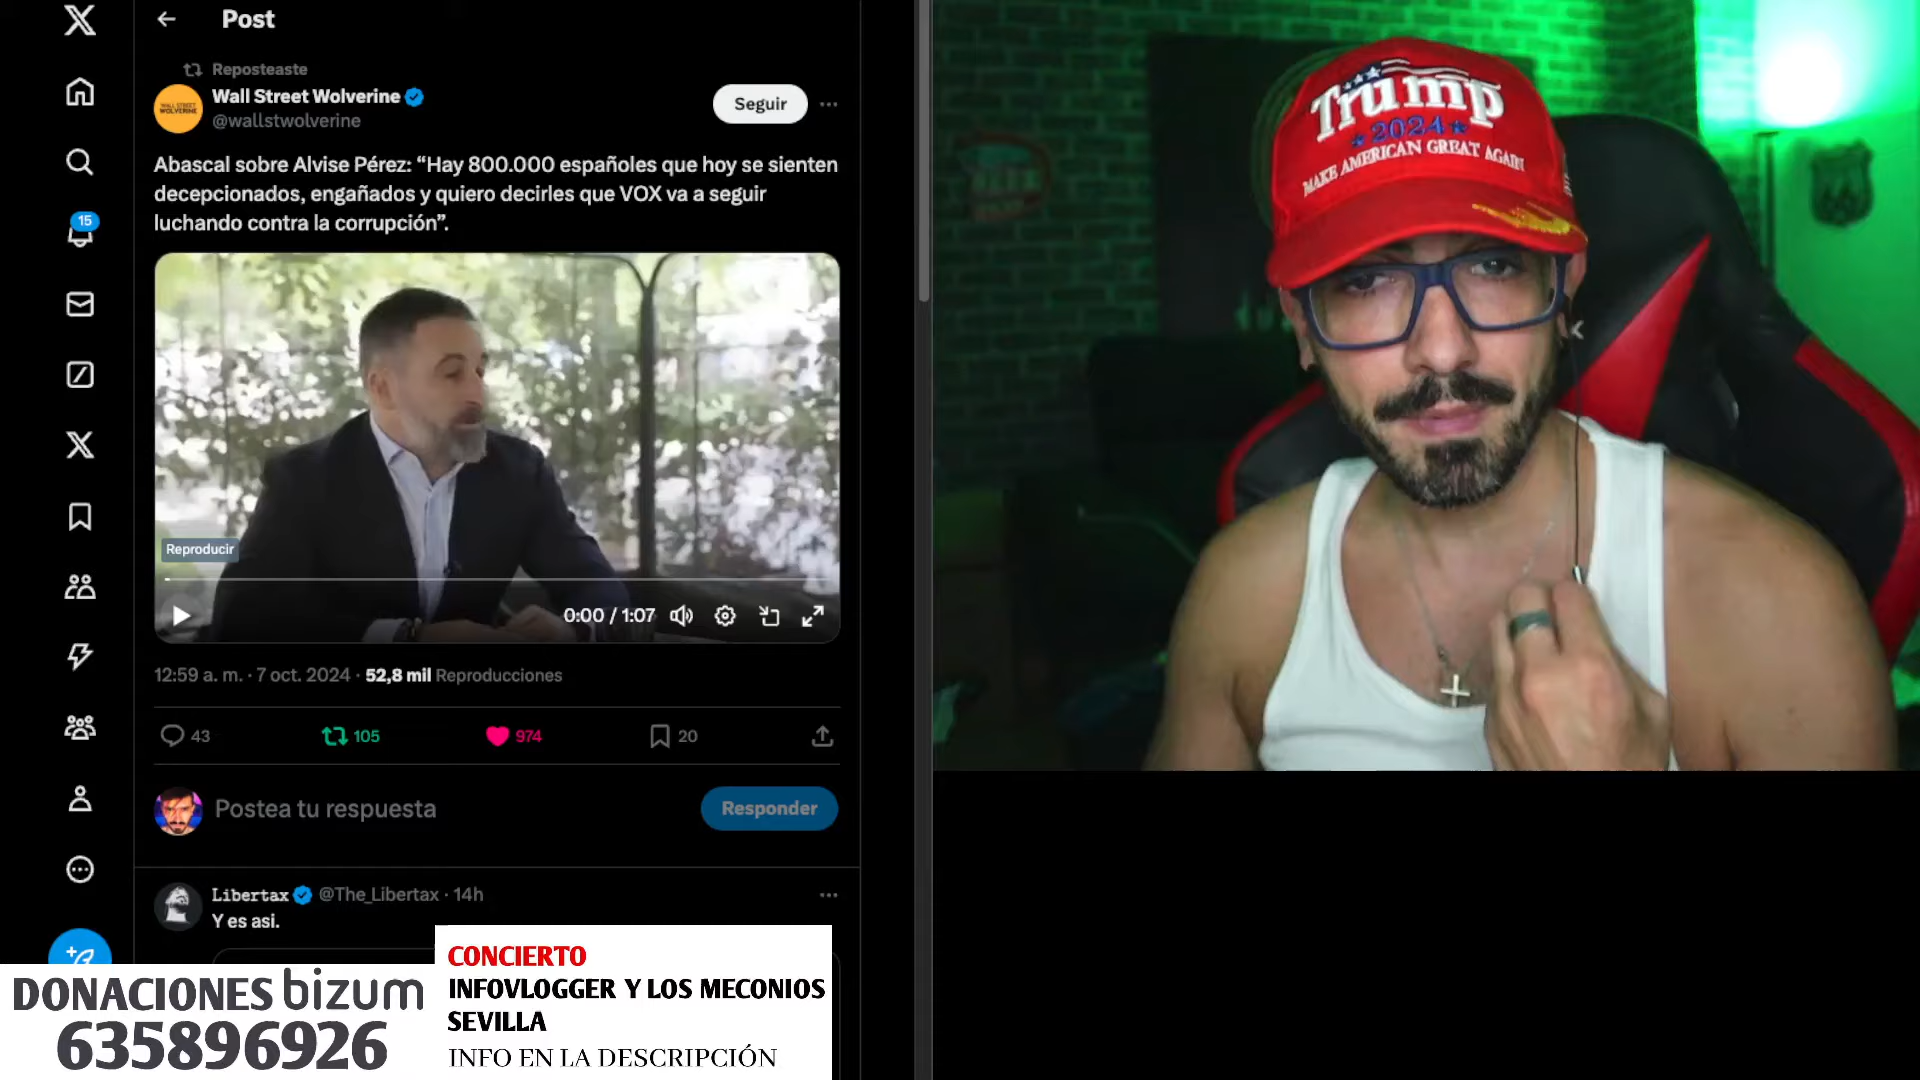 Post
Reposteaste
Wall Street Wolverine
@wallstwolverine
Seguir
Abascal sobre Alvise Pérez: “Hay 800.000 españoles que hoy se sienten
decepcionados, engañados y quiero decirles que VOX va a seguir
luchando contra la corrupción”.
15
Reproducir
0:00 / 1:07
12:59 a. m. · 7 oct. 2024 · 52,8 mil Reproducciones
43
105
974
20
Postea tu respuesta
Responder
Libertax @The_Libertax · 14h
Y es asi.
DONACIONES bizum
635896926
CONCIERTO
INFOVLOGGER Y LOS MECONIOS
SEVILLA
INFO EN LA DESCRIPCIÓN
Trump
2024
MAKE AMERICAN GREAT AGAIN